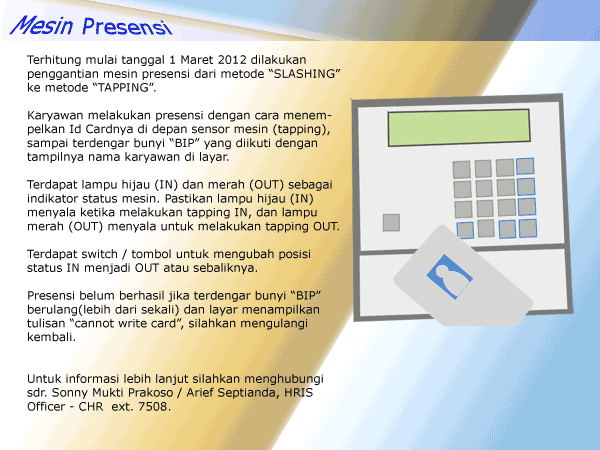 Mesin Presensi
Terhitung mulai tanggal 1 Maret 2012 dilakukan
penggantian mesin presensi dari metode “SLASHING”
ke metode “TAPPING”.
Karyawan melakukan presensi dengan cara menem-
pelkan Id Cardnya di depan sensor mesin (tapping),
sampai terdengar bunyi “BIP” yang diikuti dengan
tampilnya nama karyawan di layar.
Terdapat lampu hijau (IN) dan merah (OUT) sebagai
indikator status mesin. Pastikan lampu hijau (IN)
menyala ketika melakukan tapping IN, dan lampu
merah (OUT) menyala untuk melakukan tapping OUT.
Terdapat switch / tombol untuk mengubah posisi
status IN menjadi OUT atau sebaliknya.
Presensi belum berhasil jika terdengar bunyi “BIP”
berulang(lebih dari sekali) dan layar menampilkan
tulisan “cannot write card”, silahkan mengulangi
kembali.
Untuk informasi lebih lanjut silahkan menghubungi
sdr. Sonny Mukti Prakoso / Arief Septianda, HRIS
Officer - CHR  ext. 7508.